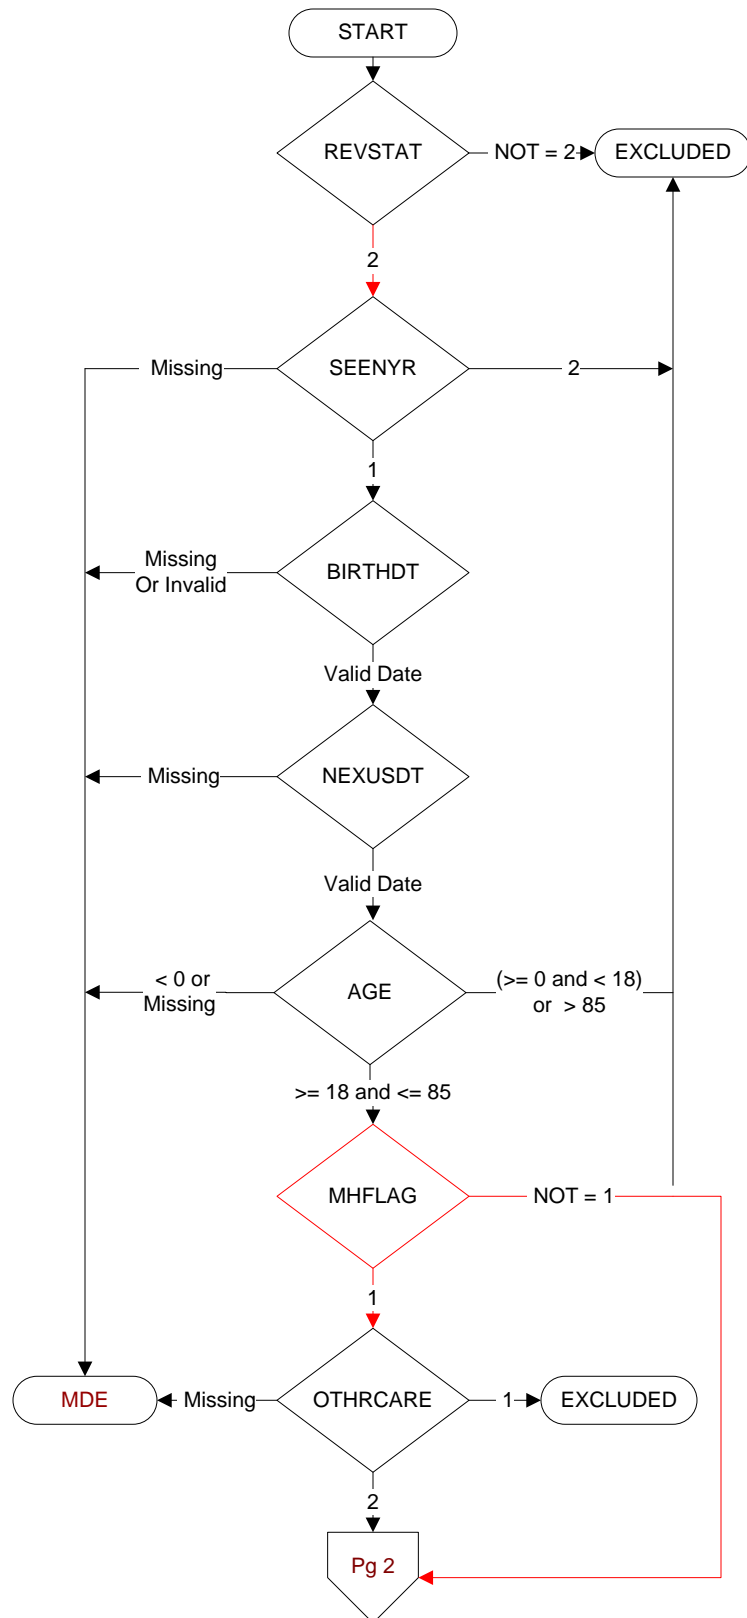 START
REVSTAT
NOT = 2
EXCLUDED
2
Missing
SEENYR
2
1
Missing
Or Invalid
BIRTHDT
Valid Date
Missing
NEXUSDT
Valid Date
< 0 or
Missing
AGE
(>= 0 and < 18)
or > 85
>= 18 and <= 85
MHFLAG
NOT = 1
1
MDE
Missing
OTHRCARE
1
EXCLUDED
2
Pg 2